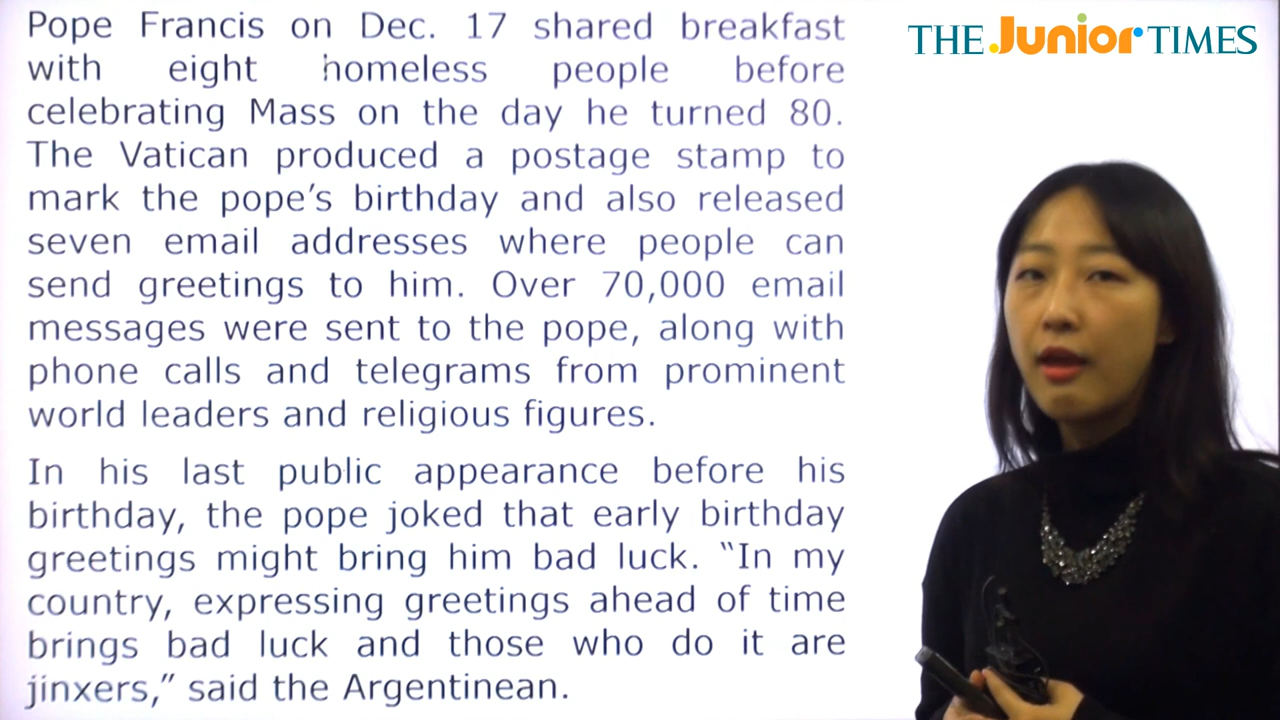 Pope Francis on Dec. 17 shared breakfast
with eight homeless people before
celebrating Mass on the day he turned 80.
The Vatican produced a postage stamp to
mark the pope’s birthday and also released
seven email addresses where people can
send greetings to him. Over 70,000 email
messages were sent to the pope, along with
phone calls and telegrams from prominent
world leaders and religious figures.
In his last public appearance before his
birthday, the pope joked that early birthday
greetings might bring him bad luck. “In my
country, expressing greetings ahead of time
brings bad luck and those who do it are
jinxers,” said the Argentinean.
THE Junior TIMES